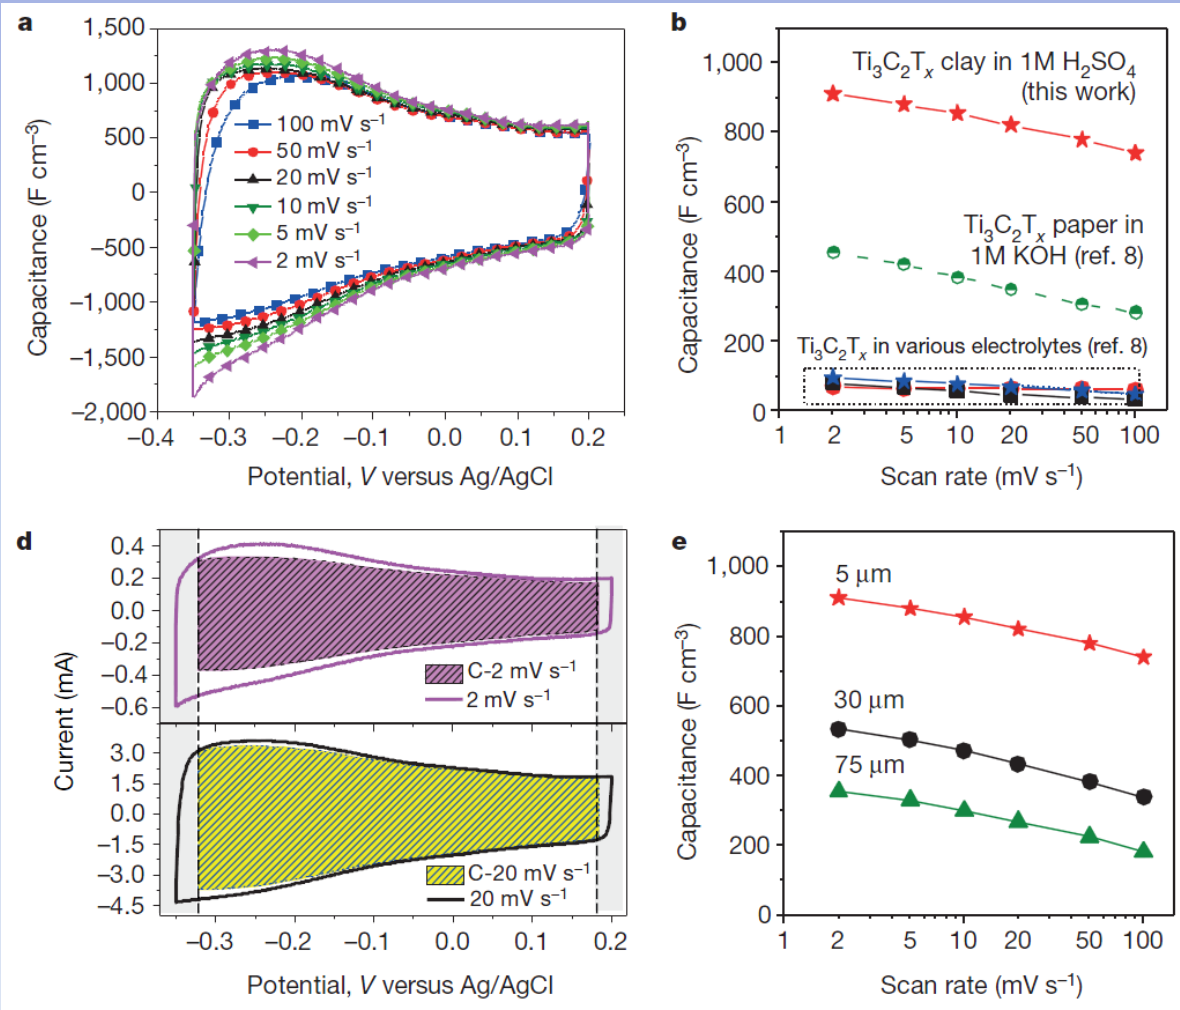 a
1,500
1,000
500
0
−500
−1,000
−1,500
−2,000
Capacitance (F cm⁻³)
100 mV s⁻¹
50 mV s⁻¹
20 mV s⁻¹
10 mV s⁻¹
5 mV s⁻¹
2 mV s⁻¹
−0.4 −0.3 −0.2 −0.1 0.0 0.1 0.2
Potential, V versus Ag/AgCl
b
1,000
800
600
400
200
0
Capacitance (F cm⁻³)
Ti₃C₂Tₓ clay in 1M H₂SO₄
(this work)
Ti₃C₂Tₓ paper in
1M KOH (ref. 8)
Ti₃C₂Tₓ in various electrolytes (ref. 8)
1 2 5 10 20 50 100
Scan rate (mV s⁻¹)
d
0.4
0.2
0.0
−0.2
−0.4
−0.6
C-2 mV s⁻¹
2 mV s⁻¹
Current (mA)
3.0
1.5
0.0
−1.5
−3.0
−4.5
C-20 mV s⁻¹
20 mV s⁻¹
−0.3 −0.2 −0.1 0.0 0.1 0.2
Potential, V versus Ag/AgCl
e
1,000
800
600
400
200
0
Capacitance (F cm⁻³)
5 μm
30 μm
75 μm
1 2 5 10 20 50 100
Scan rate (mV s⁻¹)